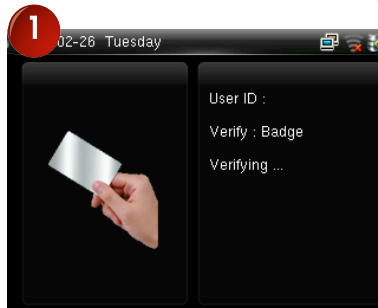 1
02-26 Tuesday
User ID :
Verify : Badge
Verifying ...